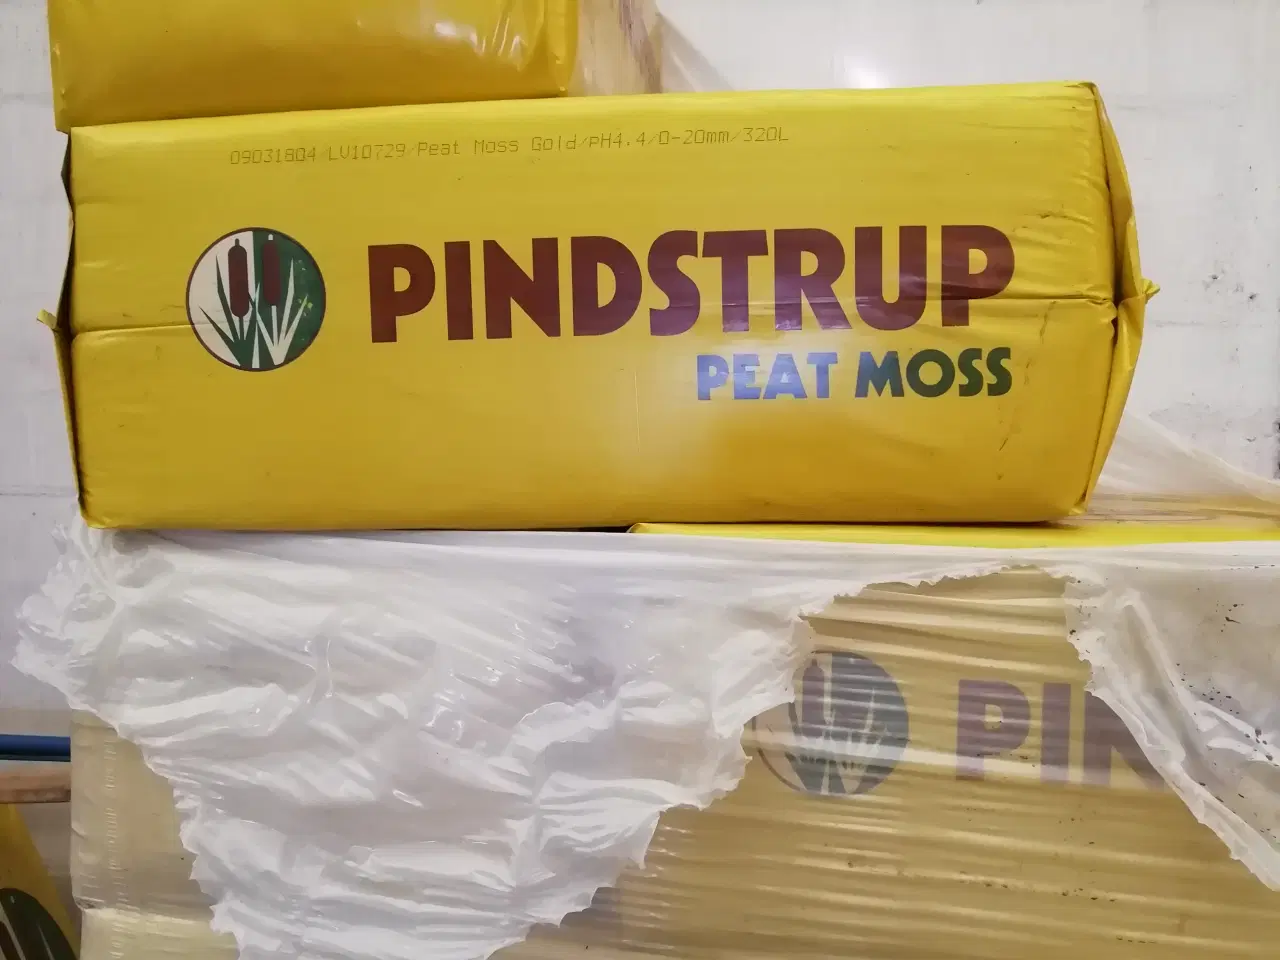 09031804/LV10729/Peat Moss Gold/pH4.4/0-20mm/320L
PINDSTRUP
PEAT MOSS
PIN